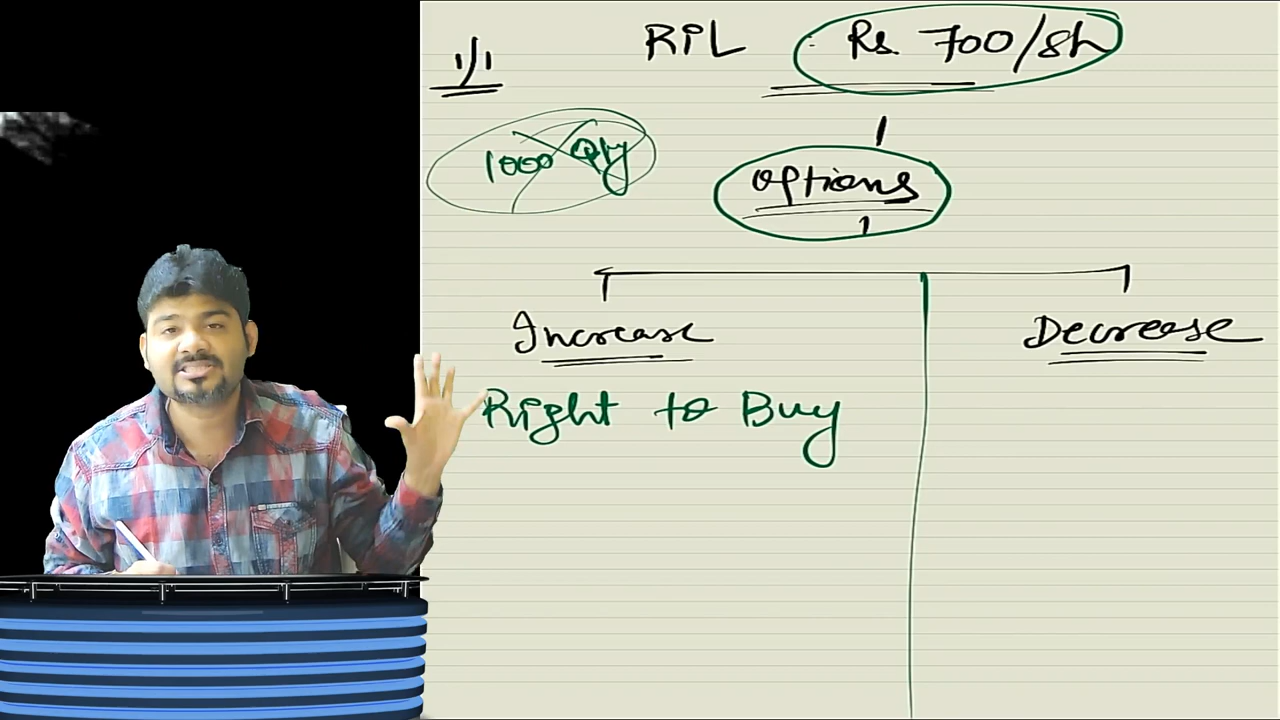 RIL Rs. 700/sh
1/1
1000 Qty
options
Increase Decrease
Right to Buy